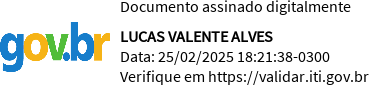 Documento assinado digitalmente
gov.br
LUCAS VALENTE ALVES
Data: 25/02/2025 18:21:38-0300
Verifique em https://validar.iti.gov.br